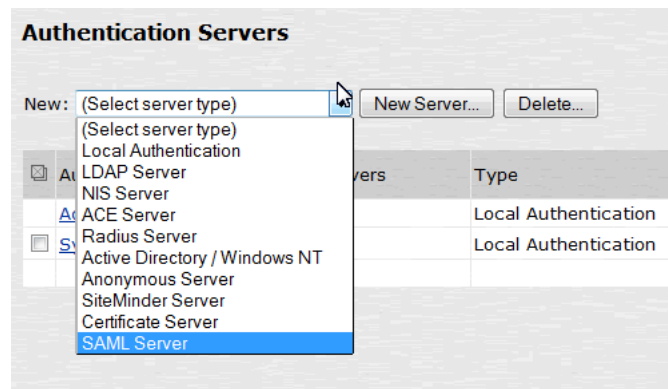 Authentication Servers
New: (Select server type) New Server... Delete...
(Select server type)
Local Authentication
LDAP Server
NIS Server
ACE Server
Radius Server
Active Directory / Windows NT
Anonymous Server
SiteMinder Server
Certificate Server
SAML Server
Type
Local Authentication
Local Authentication